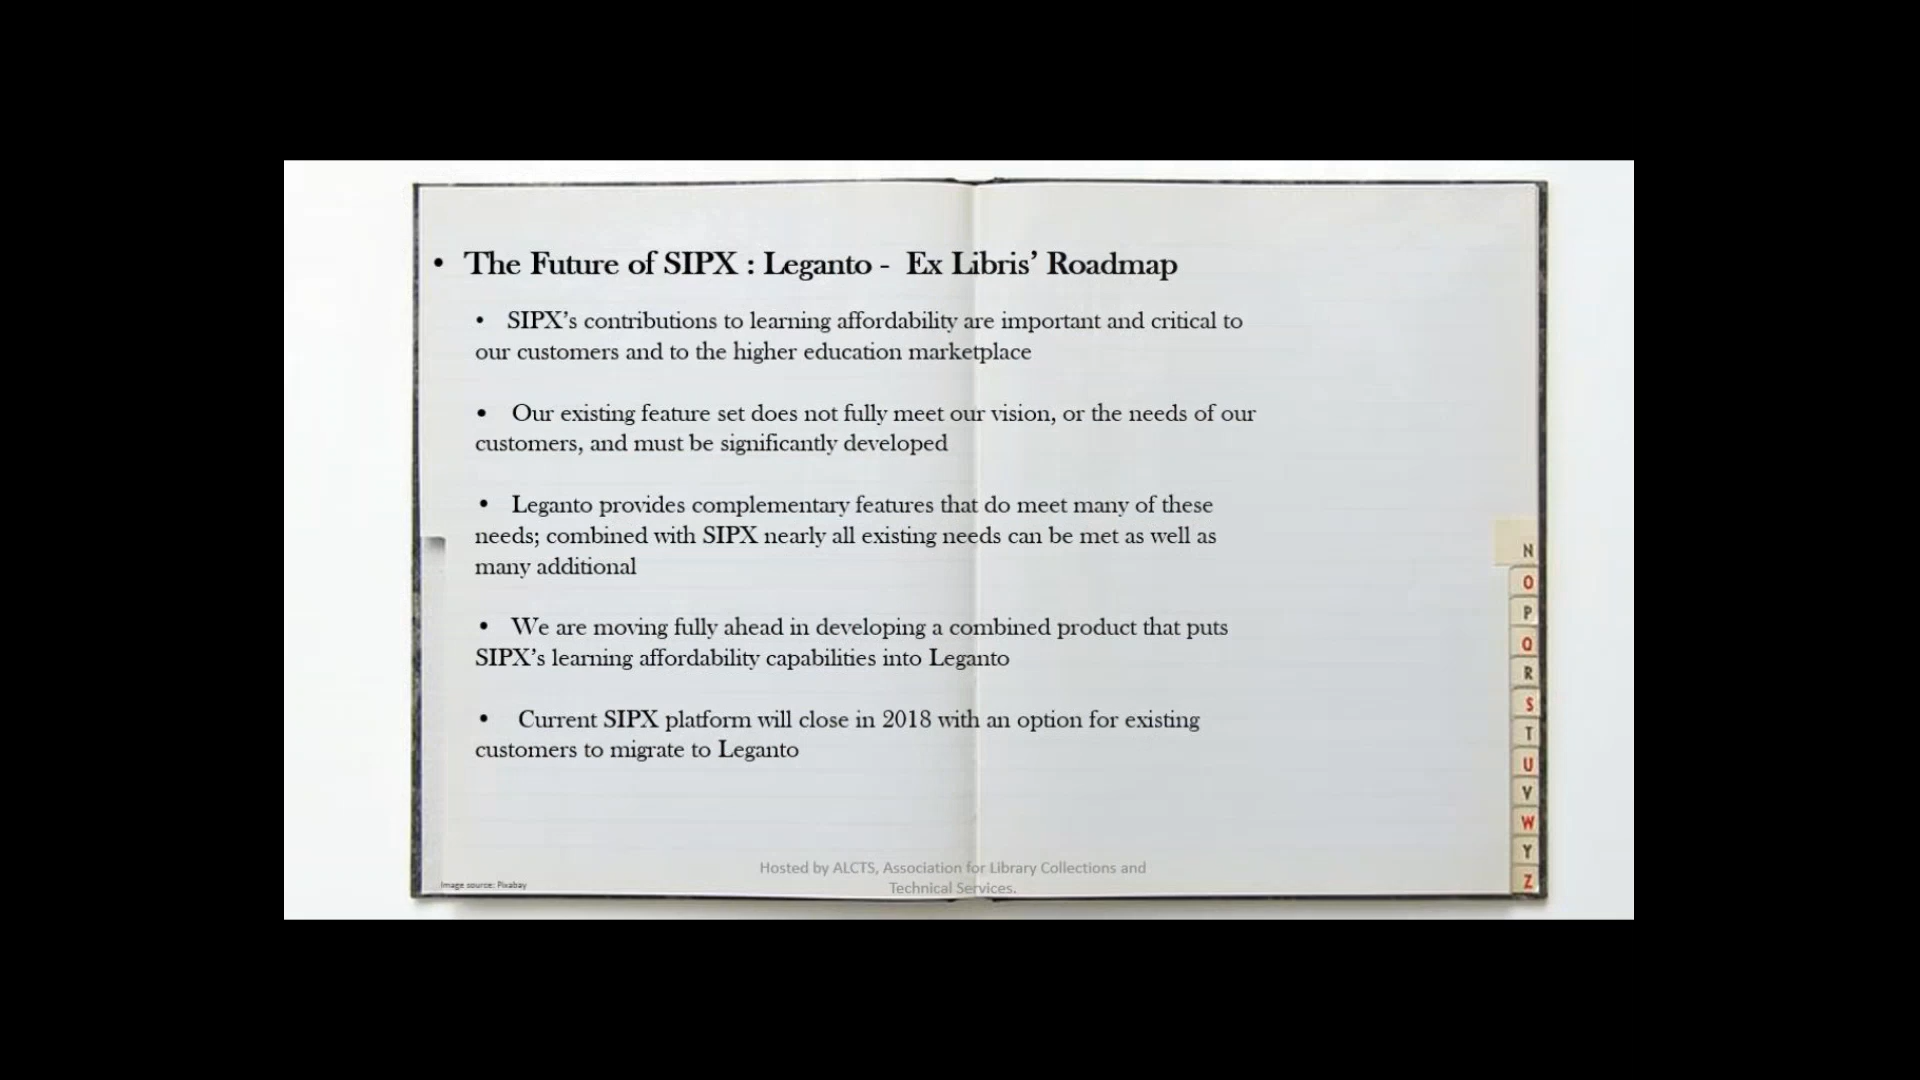 • The Future of SIPX : Leganto - Ex Libris’ Roadmap
• SIPX’s contributions to learning affordability are important and critical to
our customers and to the higher education marketplace
• Our existing feature set does not fully meet our vision, or the needs of our
customers, and must be significantly developed
• Leganto provides complementary features that do meet many of these
needs; combined with SIPX nearly all existing needs can be met as well as
many additional
• We are moving fully ahead in developing a combined product that puts
SIPX’s learning affordability capabilities into Leganto
• Current SIPX platform will close in 2018 with an option for existing
customers to migrate to Leganto
Hosted by ALCTS, Association for Library Collections and
Technical Services.
Image source: Pixabay
N
O
P
Q
R
S
T
U
V
W
Y
Z